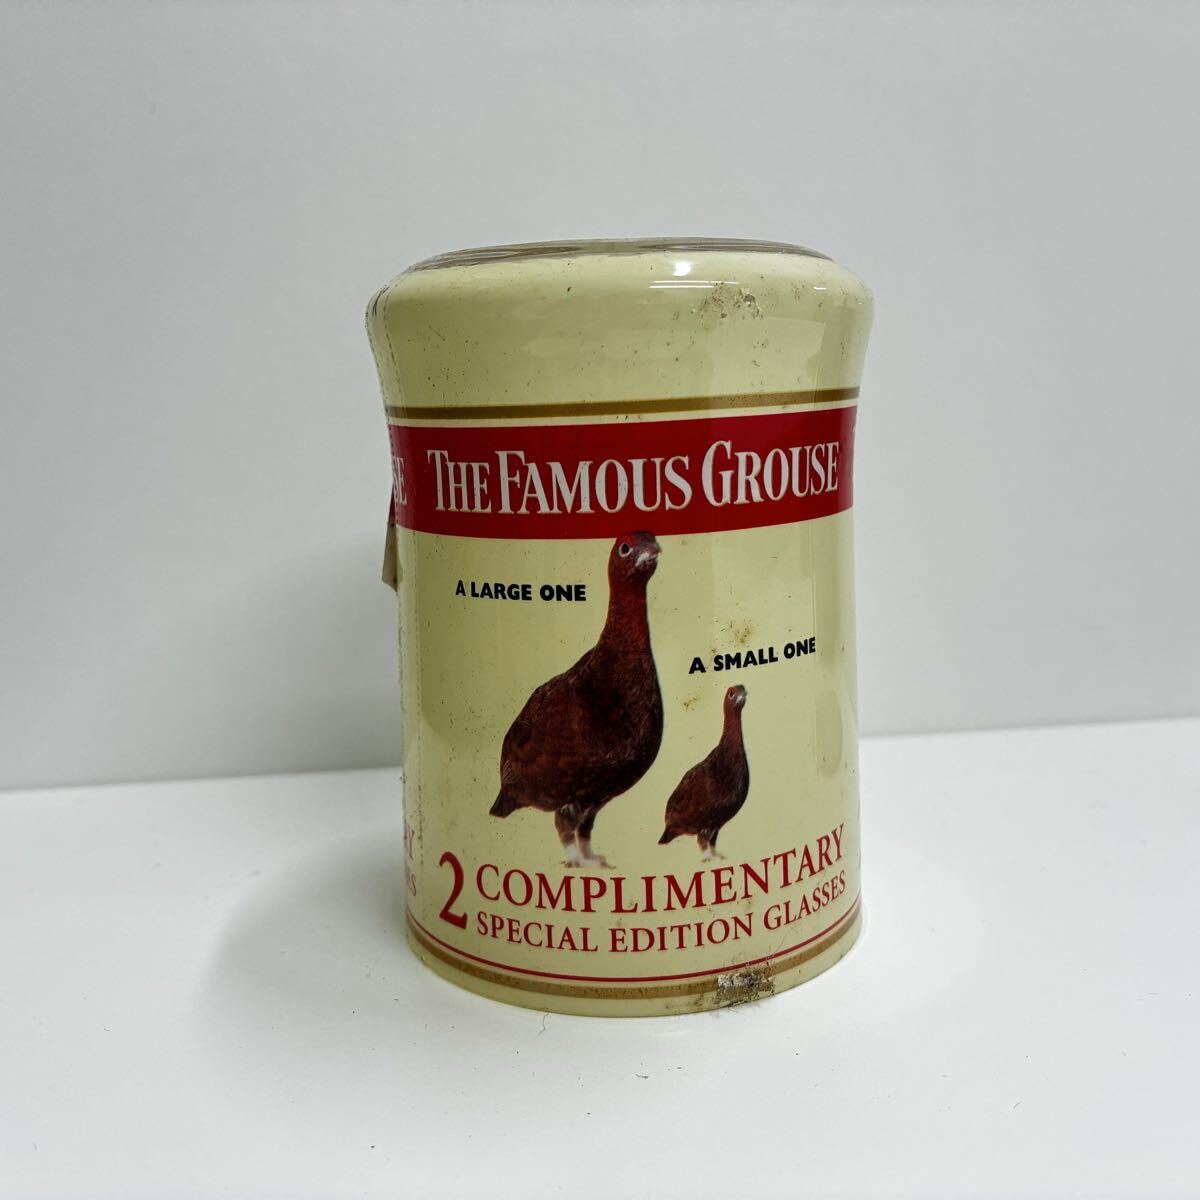 THE FAMOUS GROUSE
A LARGE ONE
A SMALL ONE
2 COMPLIMENTARY
SPECIAL EDITION GLASSES